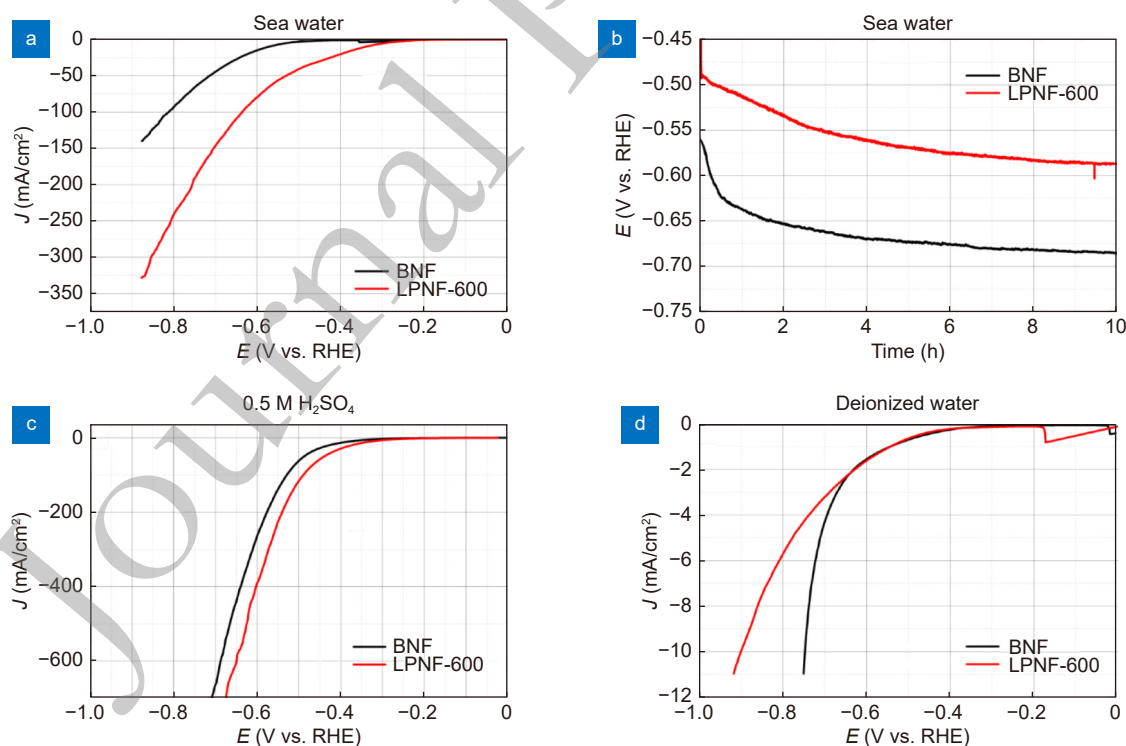 a
Sea water
0
−50
−100
−150
−200
−250
−300
−350
J (mA/cm²)
BNF
LPNF-600
−1.0
−0.8
−0.6
−0.4
−0.2
0
E (V vs. RHE)
b
Sea water
−0.45
−0.50
−0.55
−0.60
−0.65
−0.70
−0.75
E (V vs. RHE)
BNF
LPNF-600
0
2
4
6
8
10
Time (h)
c
0.5 M H₂SO₄
0
−200
−400
−600
J (mA/cm²)
BNF
LPNF-600
−1.0
−0.8
−0.6
−0.4
−0.2
0
E (V vs. RHE)
d
Deionized water
0
−2
−4
−6
−8
−10
−12
J (mA/cm²)
BNF
LPNF-600
−1.0
−0.8
−0.6
−0.4
−0.2
0
E (V vs. RHE)
Journal